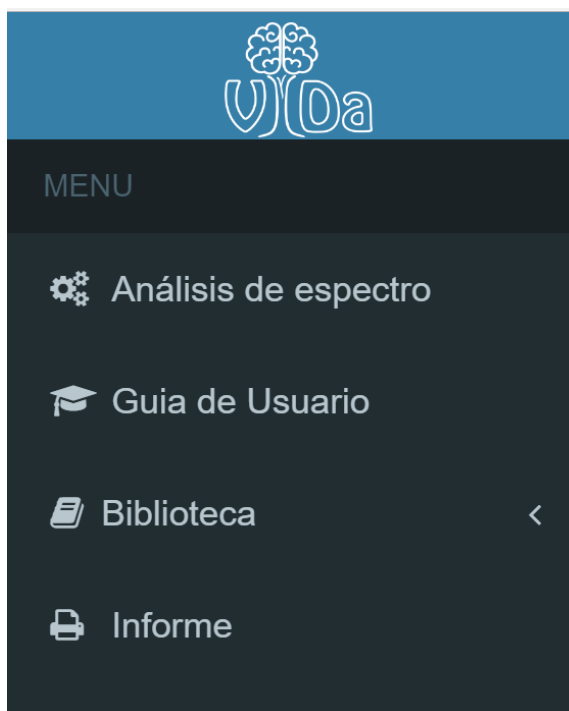 VIDa
MENU
Análisis de espectro
Guia de Usuario
Biblioteca
Informe